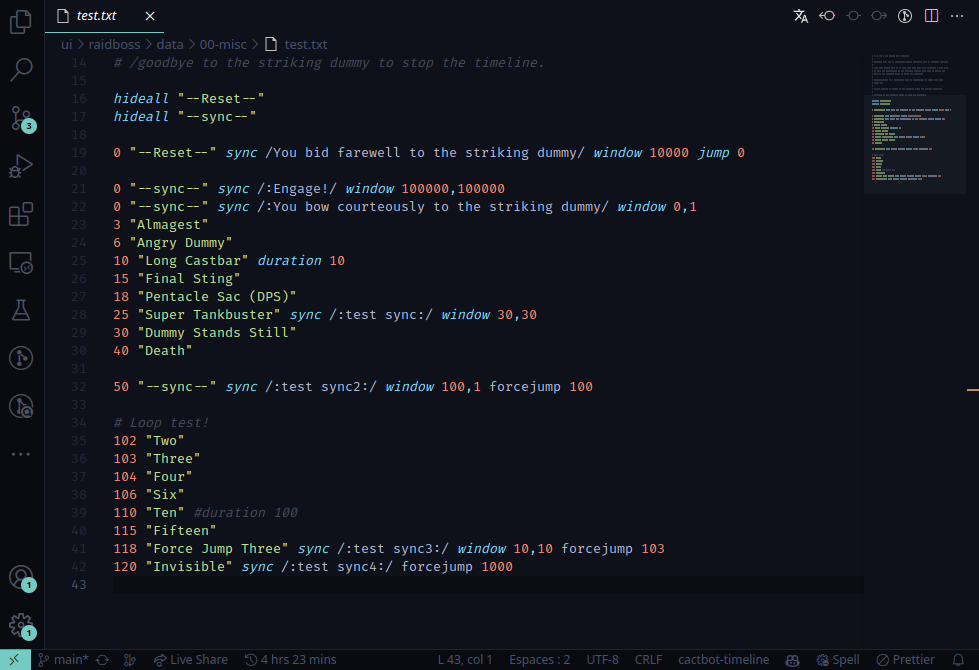 test.txt
ui > raidboss > data > 00-misc > test.txt
14 # /goodbye to the striking dummy to stop the timeline.
15
16 hideall "--Reset--"
17 hideall "--sync--"
18
19 0 "--Reset--" sync /You bid farewell to the striking dummy/ window 10000 jump 0
20
21 0 "--sync--" sync /:Engage!/ window 100000,100000
22 0 "--sync--" sync /:You bow courteously to the striking dummy/ window 0,1
23 3 "Almagest"
24 6 "Angry Dummy"
25 10 "Long Castbar" duration 10
26 15 "Final Sting"
27 18 "Pentacle Sac (DPS)"
28 25 "Super Tankbuster" sync /:test sync:/ window 30,30
29 30 "Dummy Stands Still"
30 40 "Death"
31
32 50 "--sync--" sync /:test sync2:/ window 100,1 forcejump 100
33
34 # Loop test!
35 102 "Two"
36 103 "Three"
37 104 "Four"
38 106 "Six"
39 110 "Ten" #duration 100
40 115 "Fifteen"
41 118 "Force Jump Three" sync /:test sync3:/ window 10,10 forcejump 103
42 120 "Invisible" sync /:test sync4:/ forcejump 1000
43
3
1
1
main* Live Share 4 hrs 23 mins L 43, col 1 Espaces : 2 UTF-8 CRLF cactbot-timeline Spell Prettier